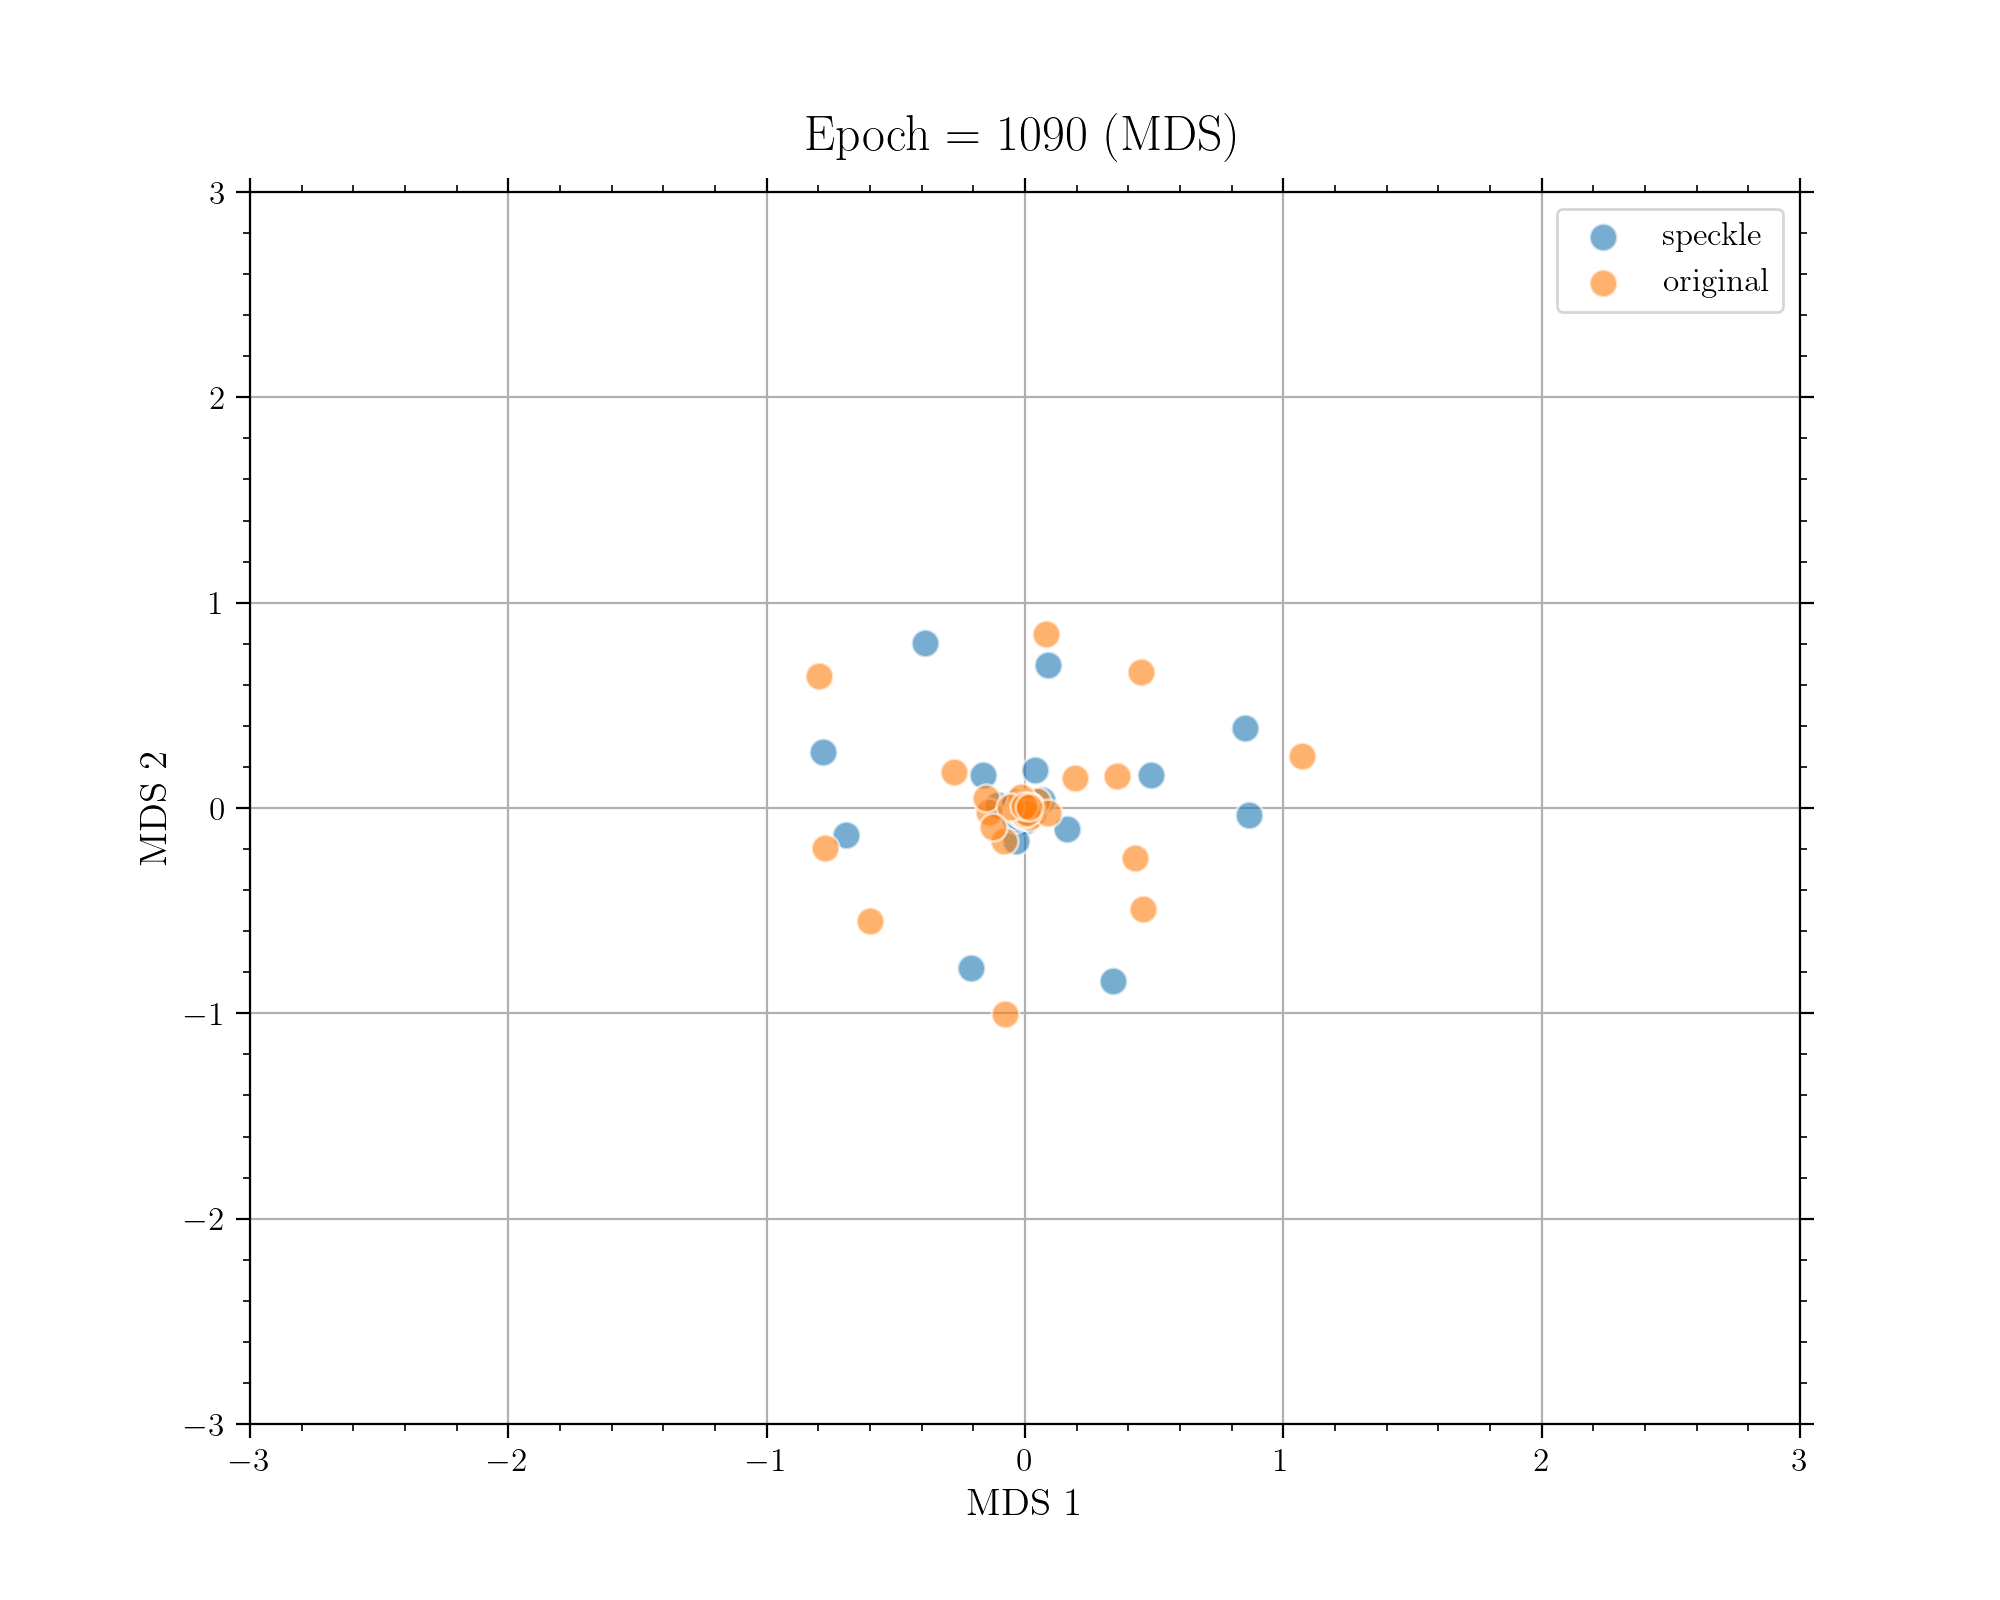 Epoch = 1090 (MDS)
speckle
original
MDS 2
3
2
1
0
−1
−2
−3
−3 −2 −1 0 1 2 3
MDS 1